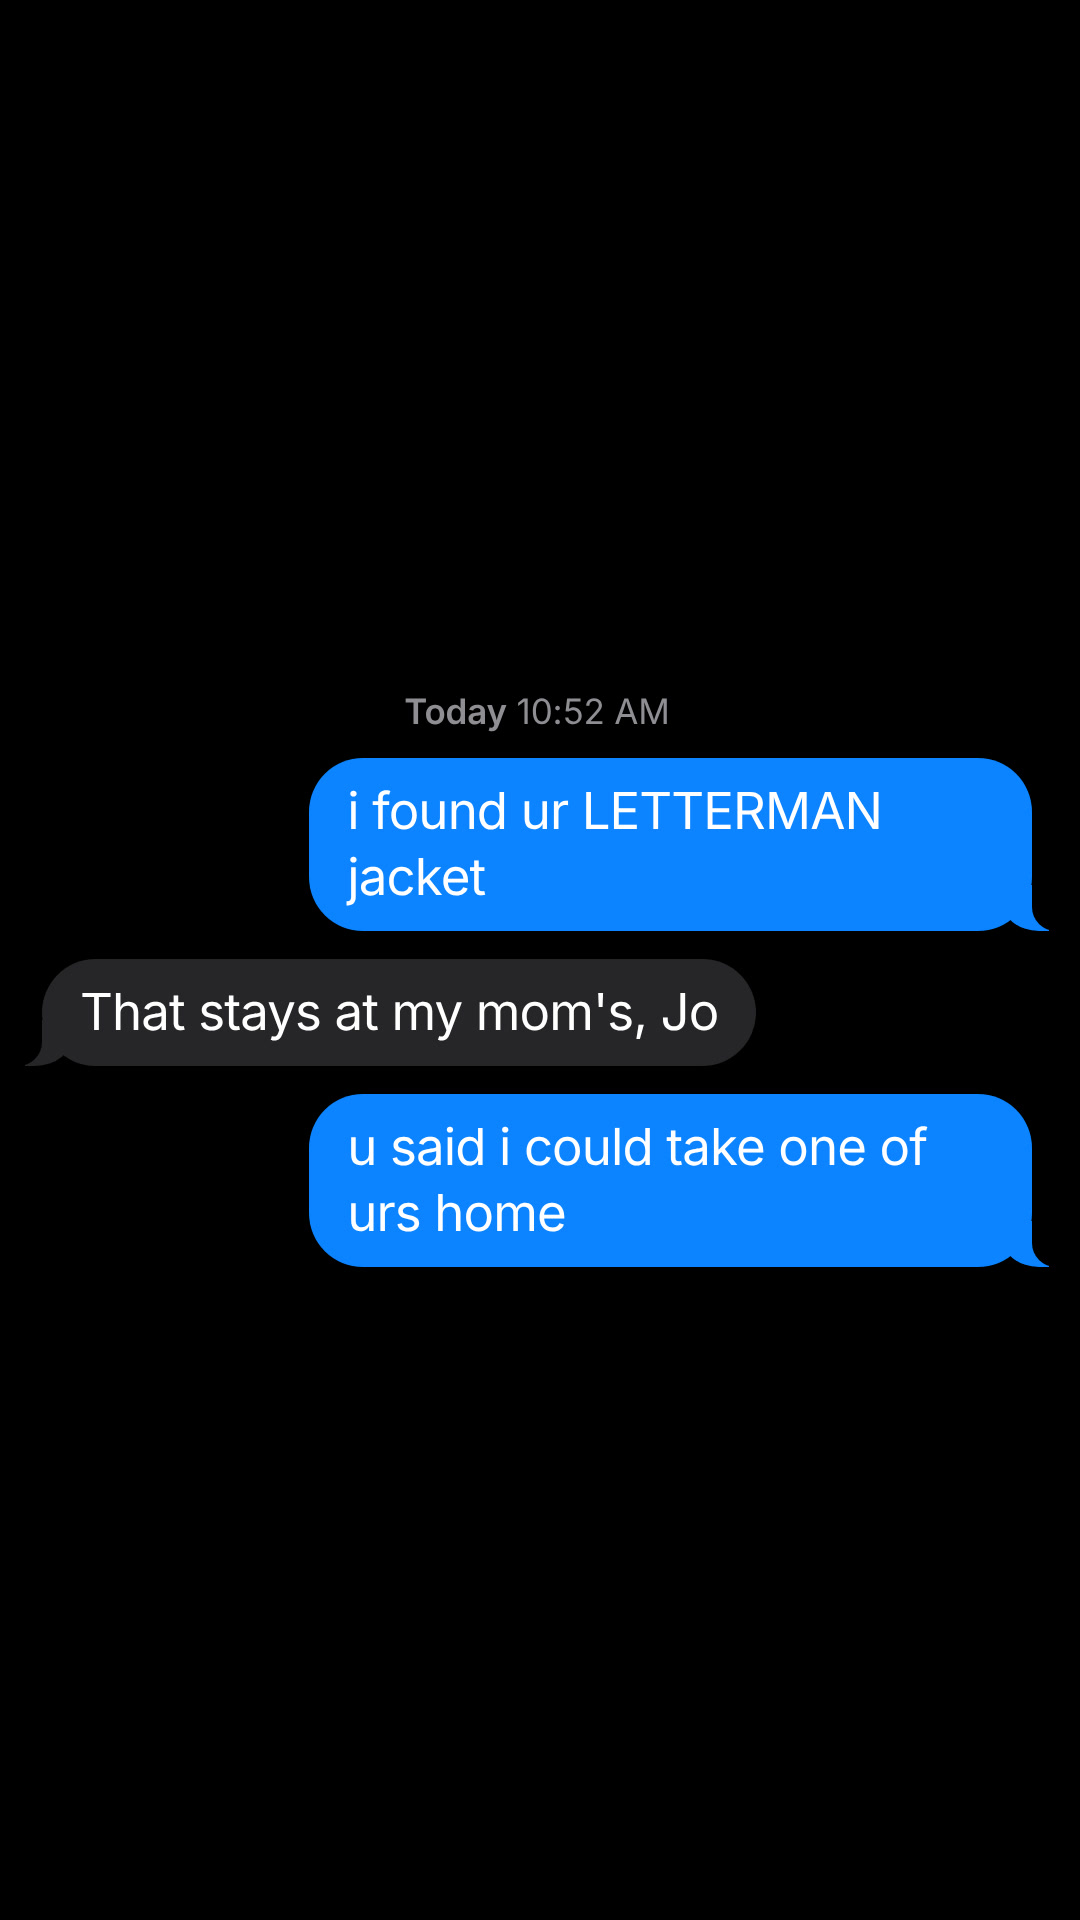 Today 10:52 AM
i found ur LETTERMAN
jacket
That stays at my mom's, Jo
u said i could take one of
urs home